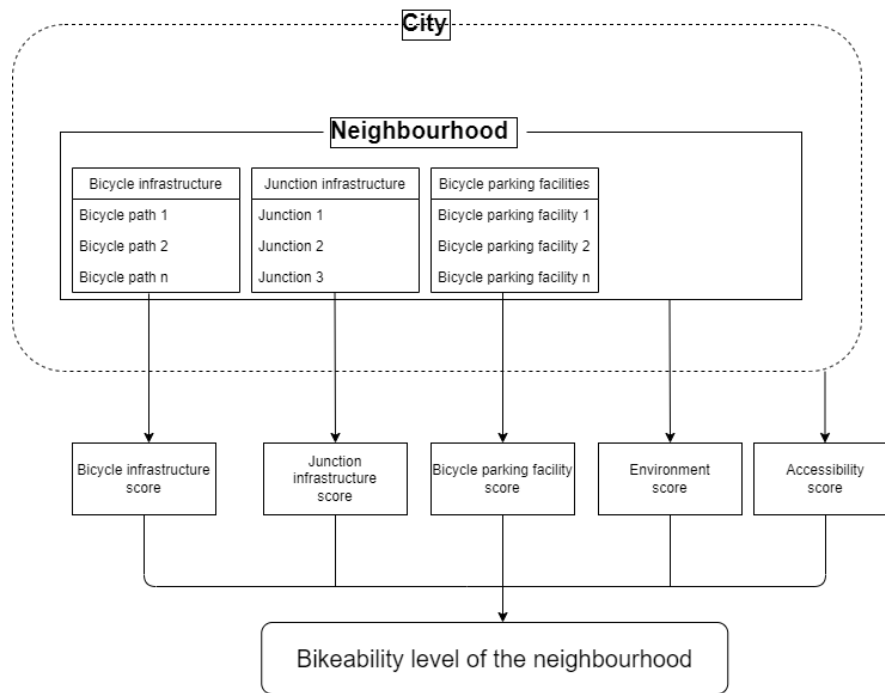 City
Neighbourhood
Bicycle infrastructure
Bicycle path 1
Bicycle path 2
Bicycle path n
Junction infrastructure
Junction 1
Junction 2
Junction 3
Bicycle parking facilities
Bicycle parking facility 1
Bicycle parking facility 2
Bicycle parking facility n
Bicycle infrastructure
score
Junction
infrastructure
score
Bicycle parking facility
score
Environment
score
Accessibility
score
Bikeability level of the neighbourhood